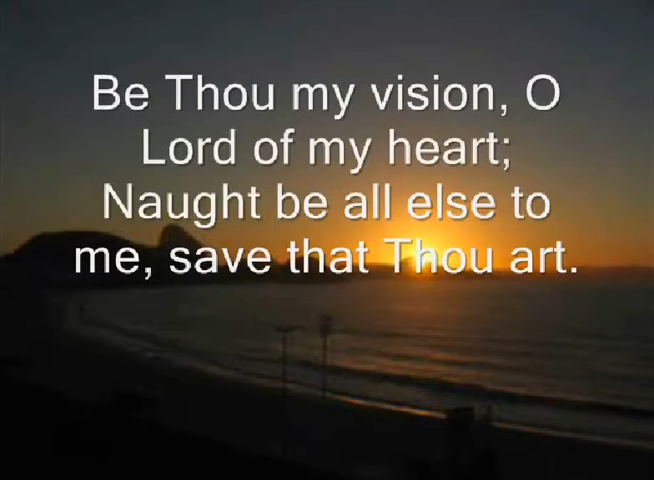 Be Thou my vision, O
Lord of my heart;
Naught be all else to
me, save that Thou art.